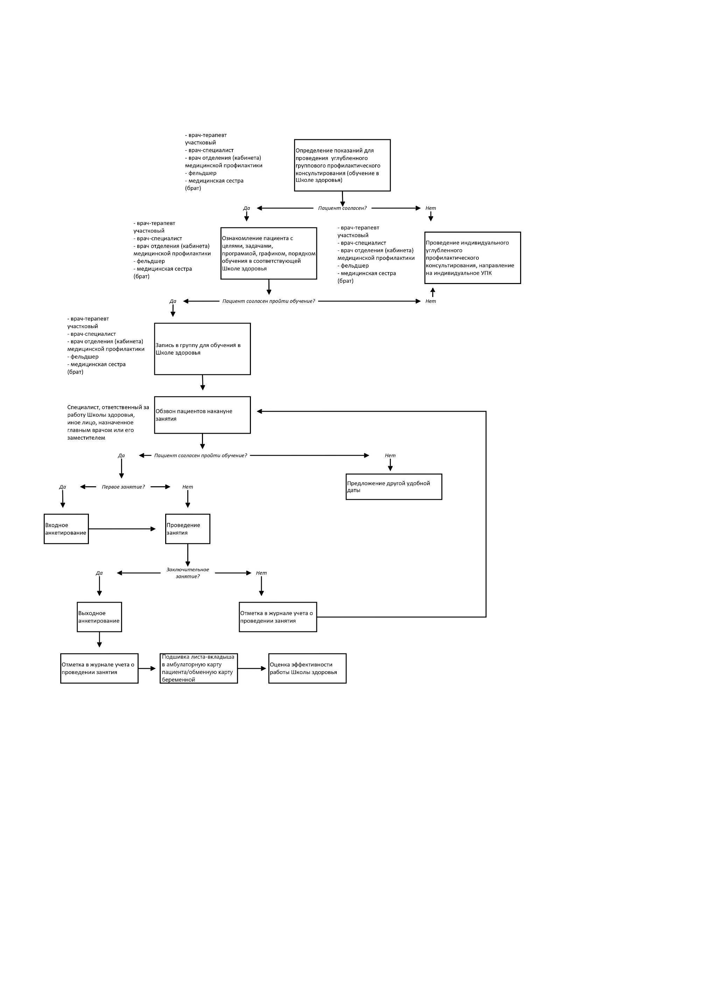 - врач-терапевт
участковый
- врач-специалист
- врач отделения (кабинета)
медицинской профилактики
- фельдшер
- медицинская сестра
(брат)
Определение показаний для
проведения углубленного
группового профилактического
консультирования (обучение в
Школе здоровья)
Да
Пациент согласен?
Нет
- врач-терапевт
участковый
- врач-специалист
- врач отделения (кабинета)
медицинской профилактики
- фельдшер
- медицинская сестра
(брат)
Ознакомление пациента с
целями, задачами,
программой, графиком, порядком
обучения в соответствующей
Школе здоровья
- врач-терапевт
участковый
- врач-специалист
- врач отделения (кабинета)
медицинской профилактики
- фельдшер
- медицинская сестра
(брат)
Проведение индивидуального
углубленного
профилактического
консультирования, направление
на индивидуальное УПК
Да
Пациент согласен пройти обучение?
Нет
- врач-терапевт
участковый
- врач-специалист
- врач отделения (кабинета)
медицинской профилактики
- фельдшер
- медицинская сестра
(брат)
Запись в группу для обучения в
Школе здоровья
Специалист, ответственный за
работу Школы здоровья,
иное лицо, назначенное
главным врачом или его
заместителем
Обзвон пациентов накануне
занятия
Да
Пациент согласен пройти обучение?
Нет
Предложение другой удобной
даты
Да
Первое занятие?
Нет
Входное
анкетирование
Проведение
занятия
Да
Заключительное
занятие?
Нет
Выходное
анкетирование
Отметка в журнале учета о
проведении занятия
Отметка в журнале учета о
проведении занятия
Подшивка листа-вкладыша
в амбулаторную карту
пациента/обменную карту
беременной
Оценка эффективности
работы Школы здоровья